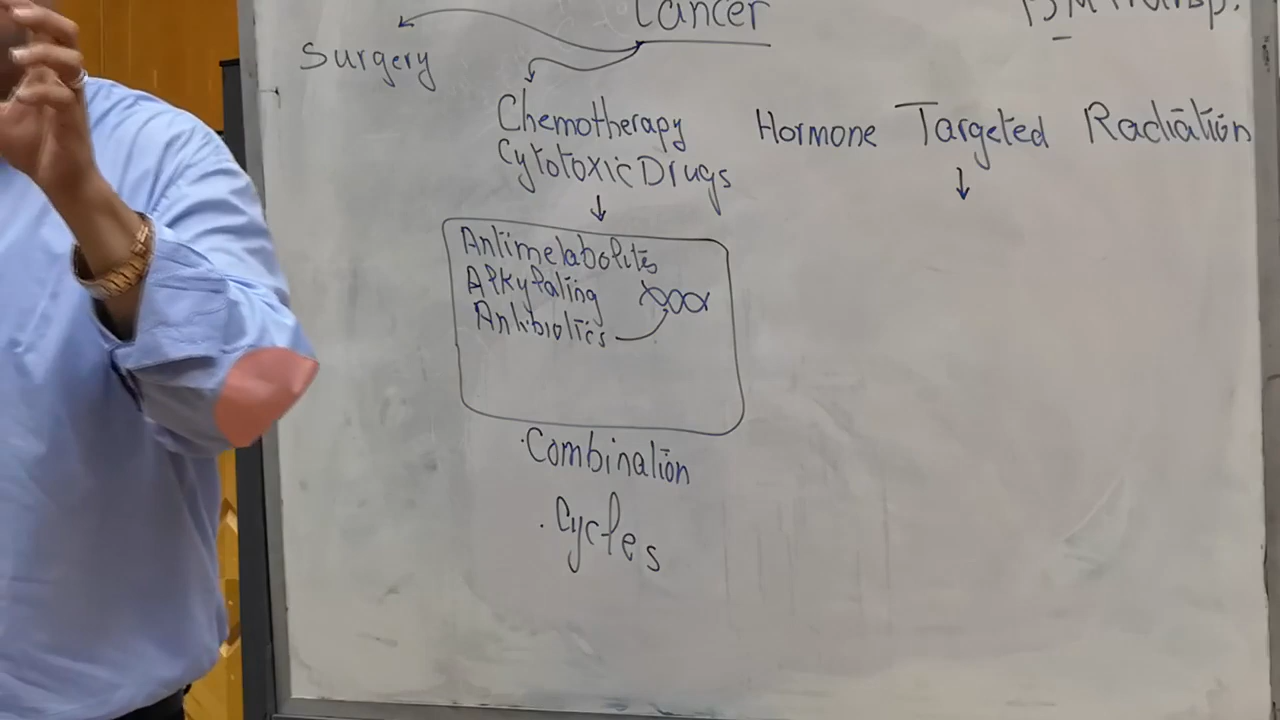 Cancer
Surgery
Chemotherapy Hormone Targeted Radiation
Cytotoxic Drugs
Antimetabolites
Alkylating
Antibiotics
Combination
Cycles